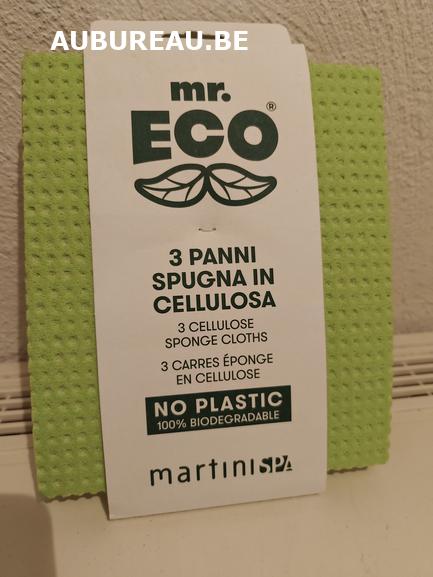 AUBUREAU.BE
mr.
ECO®
3 PANNI
SPUGNA IN
CELLULOSA
3 CELLULOSE
SPONGE CLOTHS
3 CARRES ÉPONGE
EN CELLULOSE
NO PLASTIC
100% BIODEGRADABLE
martiniSPA